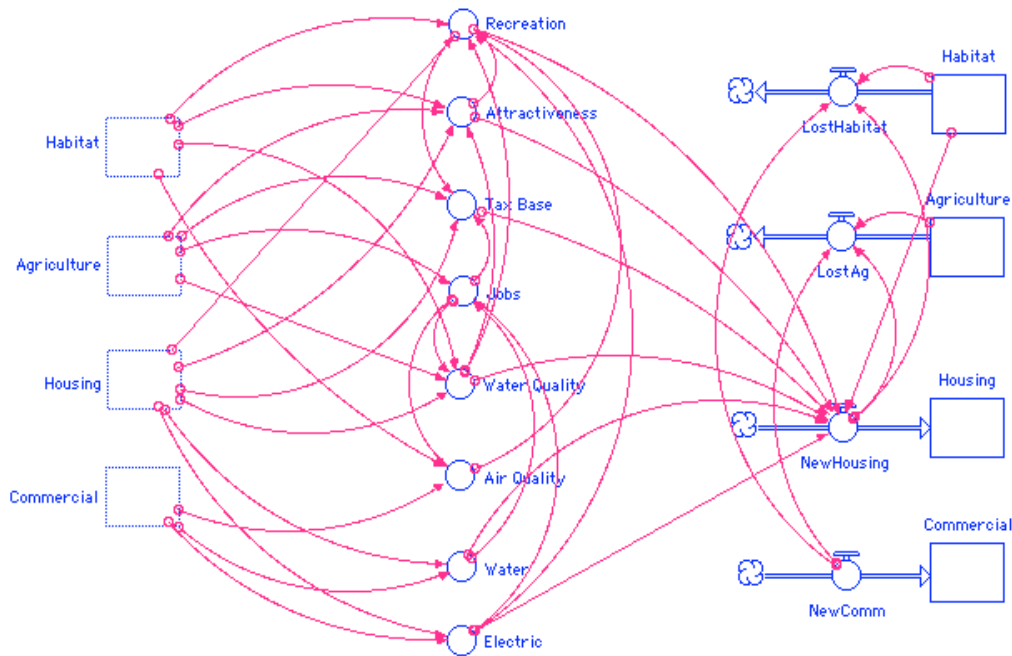 Recreation
Habitat
Attractiveness
LostHabitat
Habitat
Tax Base
Agriculture
Agriculture
LostAg
Jobs
Housing
Water Quality
Housing
NewHousing
Air Quality
Commercial
Commercial
Water
NewComm
Electric